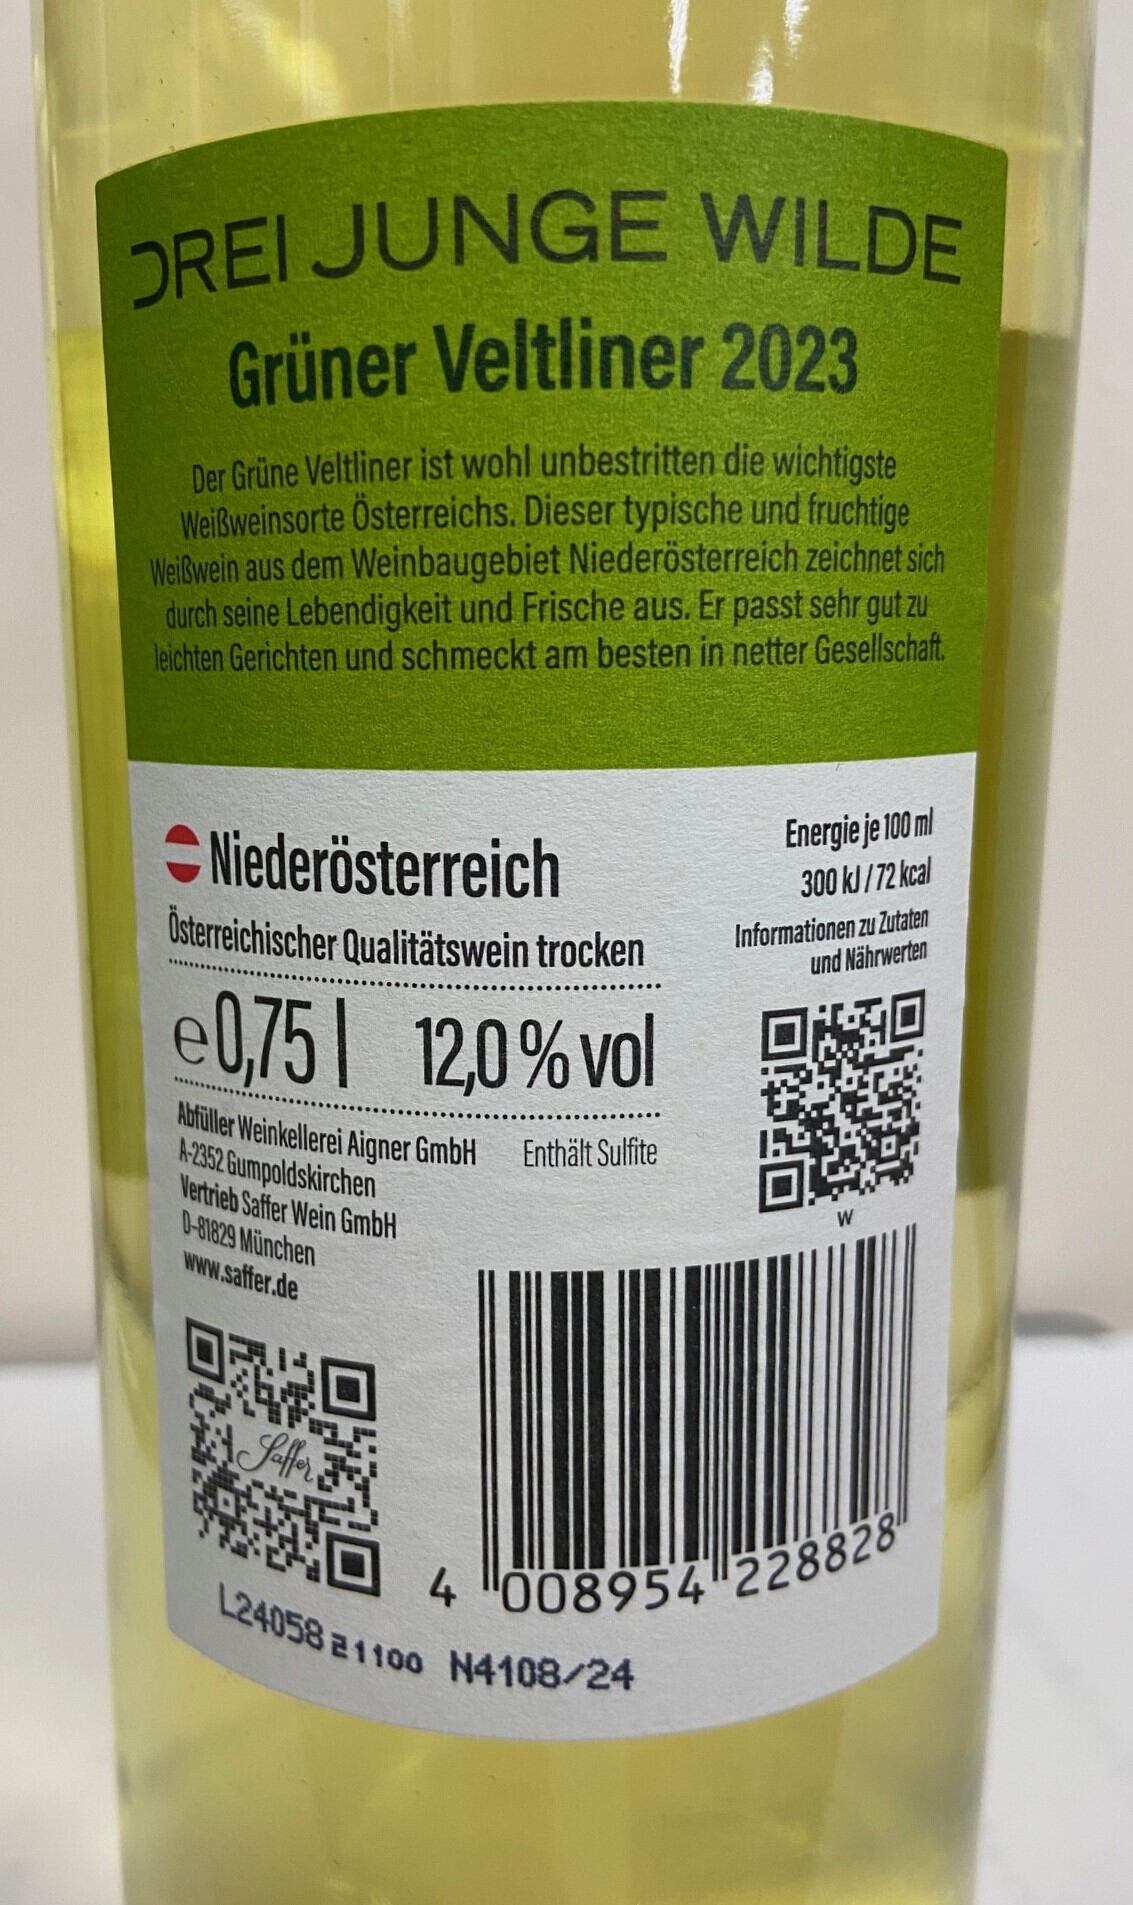 DREI JUNGE WILDE
Grüner Veltliner 2023
Der Grüne Veltliner ist wohl unbestritten die wichtigste
Weißweinsorte Österreichs. Dieser typische und fruchtige
Weißwein aus dem Weinbaugebiet Niederösterreich zeichnet sich
durch seine Lebendigkeit und Frische aus. Er passt sehr gut zu
leichten Gerichten und schmeckt am besten in netter Gesellschaft.
Niederösterreich
Österreichischer Qualitätswein trocken
e 0,75 l 12,0 % vol
Abfüller Weinkellerei Aigner GmbH
A-2352 Gumpoldskirchen
Vertrieb Saffer Wein GmbH
D-81829 München
www.saffer.de
Enthält Sulfite
Energie je 100 ml
300 kJ / 72 kcal
Informationen zu Zutaten
und Nährwerten
W
Saffer
4 008954 228828
L24058 21100 N4108/24